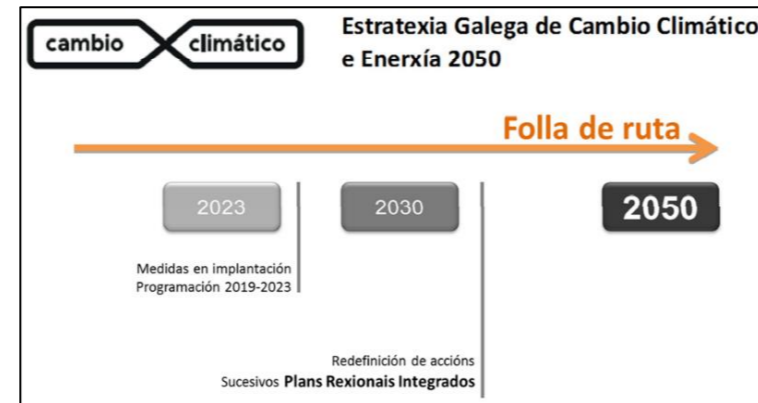 cambio climático
Estratexia Galega de Cambio Climático
e Enerxía 2050
Folla de ruta
2023
2030
2050
Medidas en implantación
Programación 2019-2023
Redefinición de accións
Sucesivos Plans Rexionais Integrados